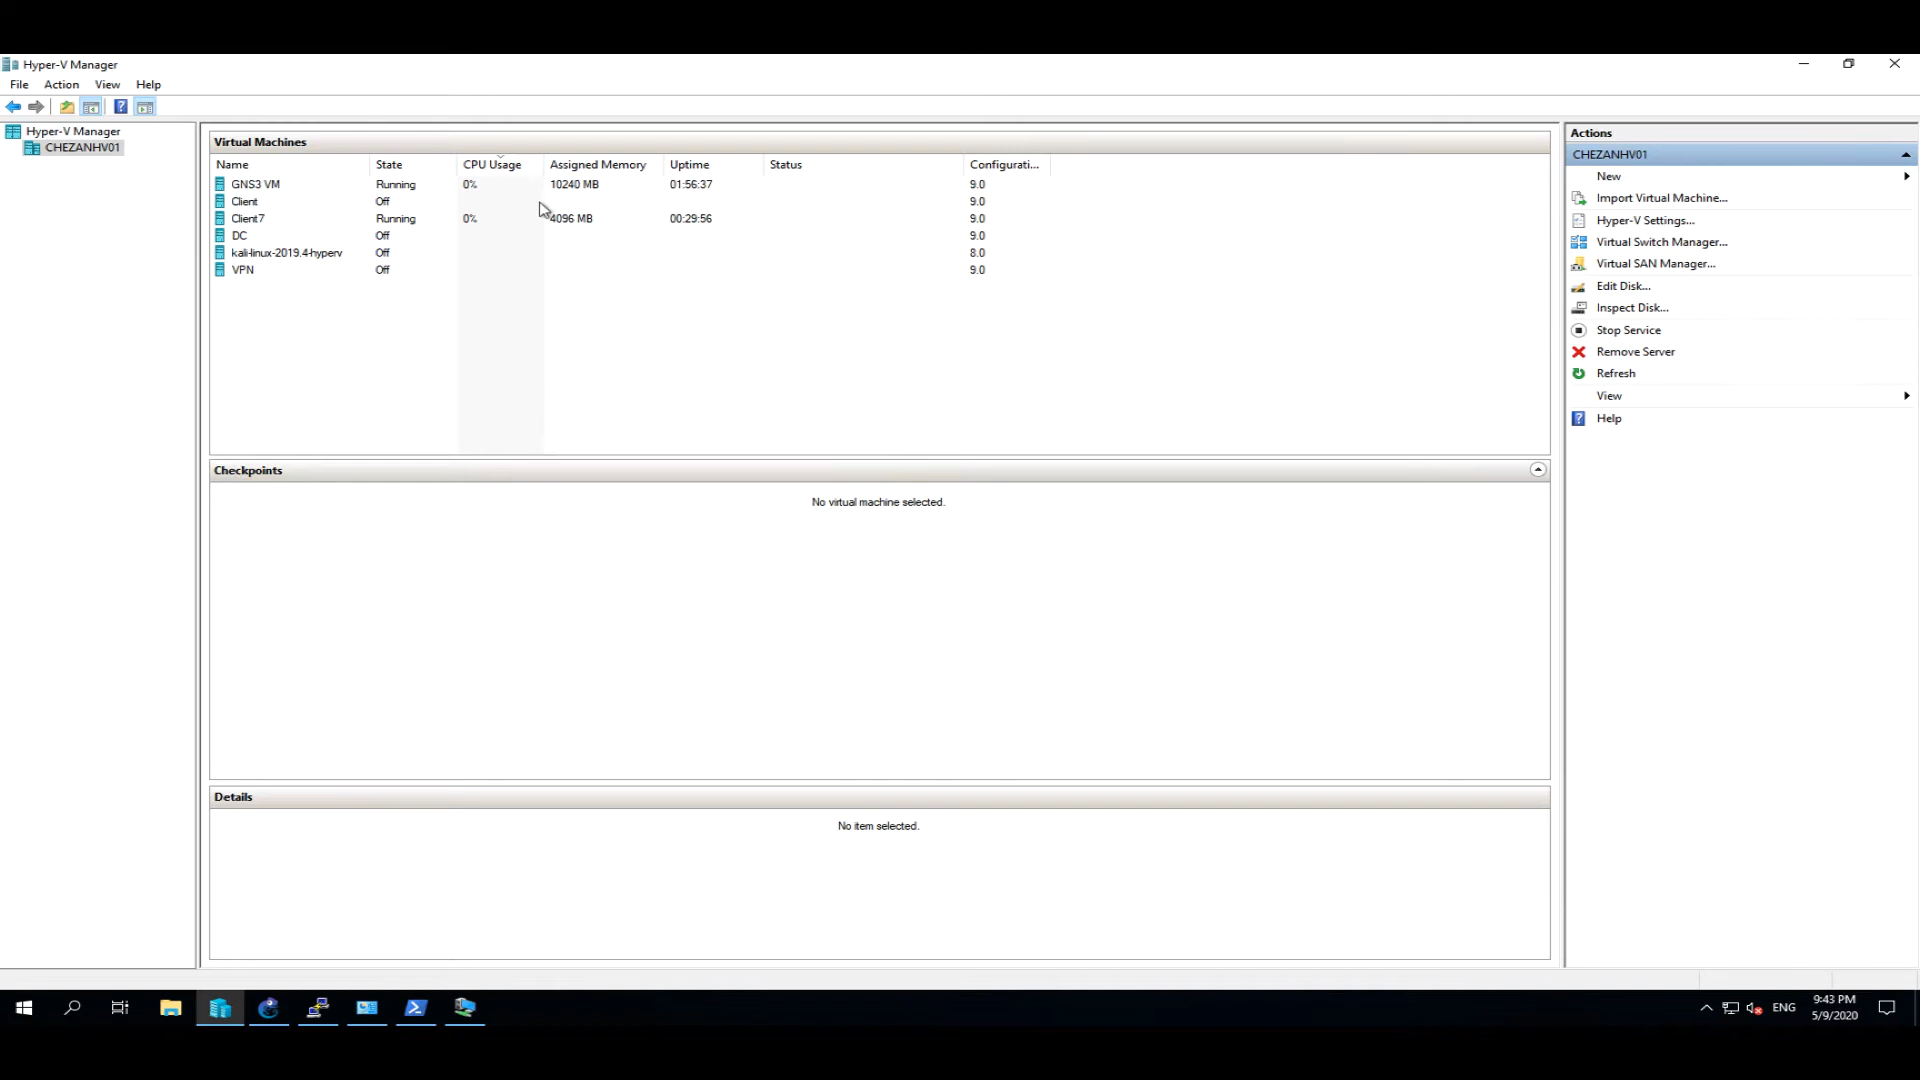 Hyper-V Manager
File Action View Help
Hyper-V Manager
CHEZANHV01
Virtual Machines
Name State CPU Usage Assigned Memory Uptime Status Configurati...
GNS3 VM Running 0% 10240 MB 01:56:37 9.0
Client Off 9.0
Client7 Running 0% 4096 MB 00:29:56 9.0
DC Off 9.0
kali-linux-2019.4-hyperv Off 8.0
VPN Off 9.0
Checkpoints
No virtual machine selected.
Details
No item selected.
Actions
CHEZANHV01
New
Import Virtual Machine...
Hyper-V Settings...
Virtual Switch Manager...
Virtual SAN Manager...
Edit Disk...
Inspect Disk...
Stop Service
Remove Server
Refresh
View
Help
ENG
9:43 PM
5/9/2020